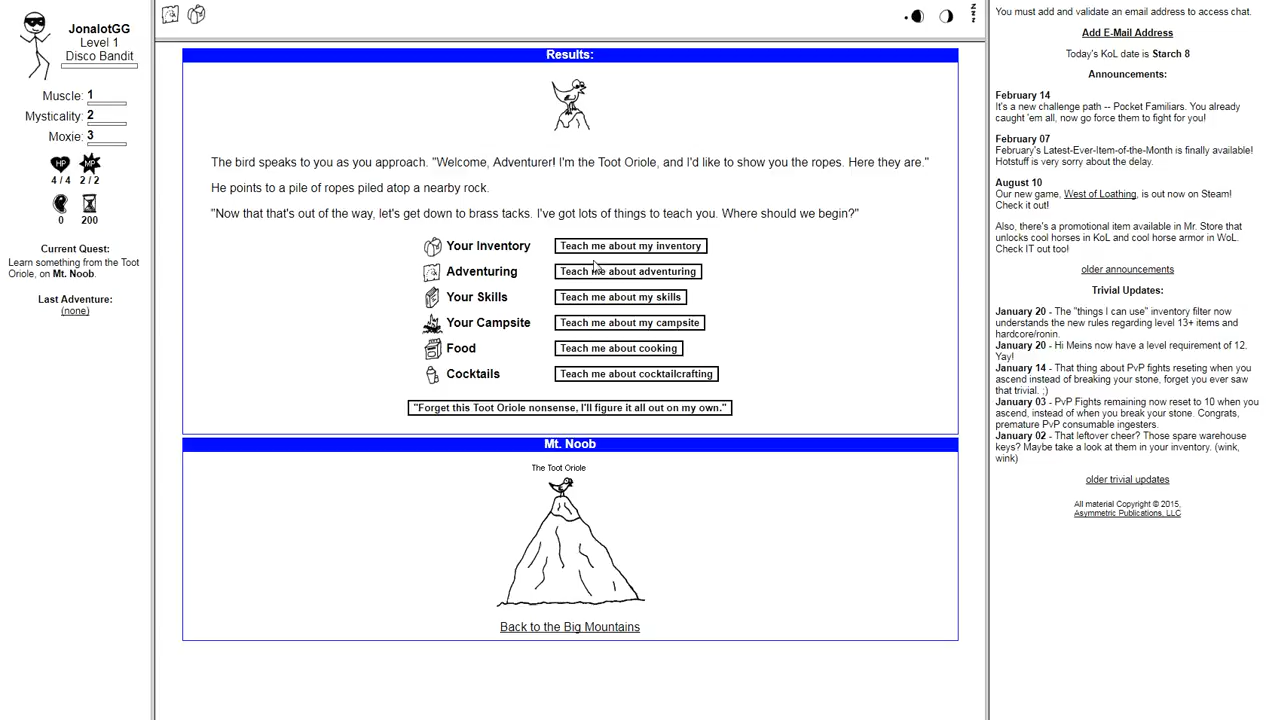 JonalotGG
Level 1
Disco Bandit
Muscle: 1
Mysticality: 2
Moxie: 3
HP MP
4 / 4 2 / 2
0 200
Current Quest:
Learn something from the Toot
Oriole, on Mt. Noob.
Last Adventure:
(none)
Z
Z
Z
Results:
The bird speaks to you as you approach. "Welcome, Adventurer! I'm the Toot Oriole, and I'd like to show you the ropes. Here they are."
He points to a pile of ropes piled atop a nearby rock.
"Now that that's out of the way, let's get down to brass tacks. I've got lots of things to teach you. Where should we begin?"
Your Inventory Teach me about my inventory
Adventuring Teach me about adventuring
Your Skills Teach me about my skills
Your Campsite Teach me about my campsite
Food Teach me about cooking
Cocktails Teach me about cocktailcrafting
"Forget this Toot Oriole nonsense, I'll figure it all out on my own."
Mt. Noob
The Toot Oriole
Back to the Big Mountains
You must add and validate an email address to access chat.
Add E-Mail Address
Today's KoL date is Starch 8
Announcements:
February 14
It's a new challenge path -- Pocket Familiars. You already
caught 'em all, now go force them to fight for you!
February 07
February's Latest-Ever-Item-of-the-Month is finally available!
Hotstuff is very sorry about the delay.
August 10
Our new game, West of Loathing, is out now on Steam!
Check it out!
Also, there's a promotional item available in Mr. Store that
unlocks cool horses in KoL and cool horse armor in WoL.
Check IT out too!
older announcements
Trivial Updates:
January 20 - The "things I can use" inventory filter now
understands the new rules regarding level 13+ items and
hardcore/ronin.
January 20 - Hi Meins now have a level requirement of 12.
Yay!
January 14 - That thing about PvP fights reseting when you
ascend instead of breaking your stone, forget you ever saw
that trivial. ;)
January 03 - PvP Fights remaining now reset to 10 when you
ascend, instead of when you break your stone. Congrats,
premature PvP consumable ingesters.
January 02 - That leftover cheer? Those spare warehouse
keys? Maybe take a look at them in your inventory. (wink,
wink)
older trivial updates
All material Copyright © 2015,
Asymmetric Publications, LLC